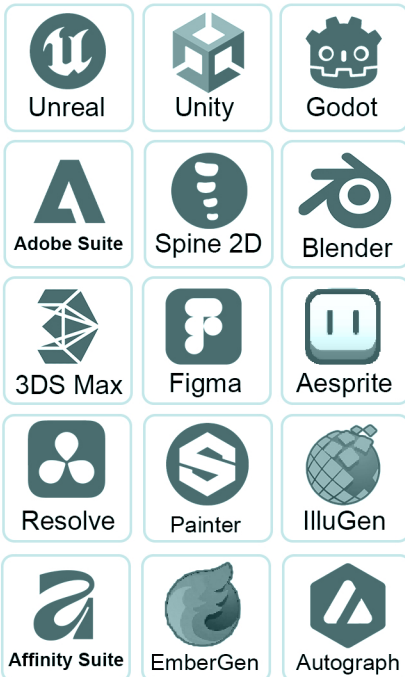 Unreal
Unity
Godot
Adobe Suite
Spine 2D
Blender
3DS Max
Figma
Aesprite
Resolve
Painter
IlluGen
Affinity Suite
EmberGen
Autograph